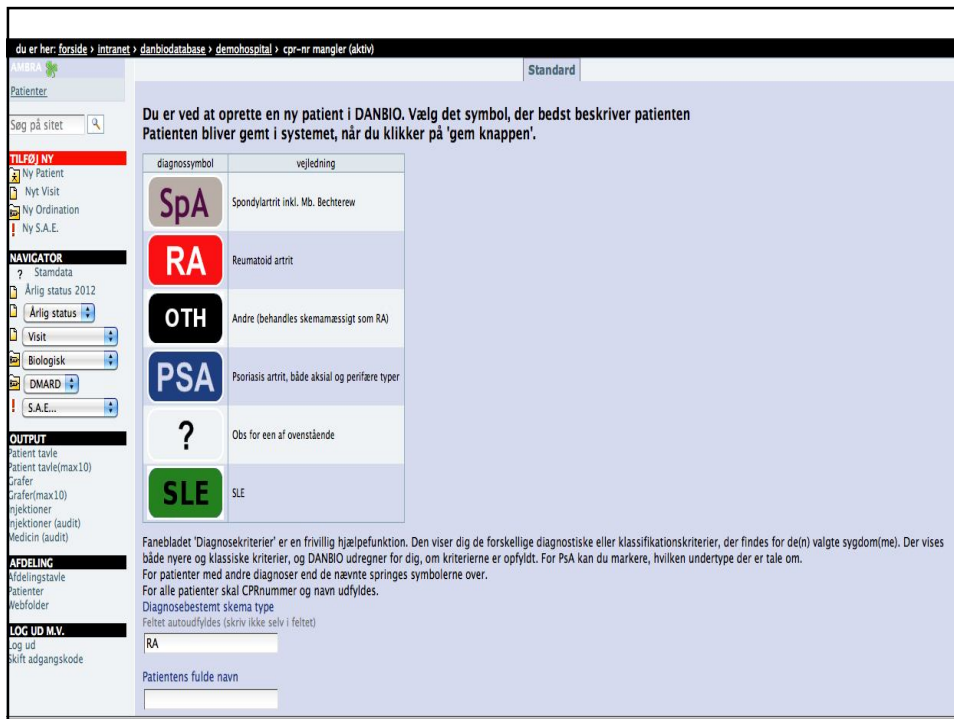 du er her: forside › intranet › danbiodatabase › demohospital › cpr-nr mangler (aktiv)
AMBRA
Standard
Patienter
Søg på sitet
TILFØJ NY
Ny Patient
Nyt Visit
Ny Ordination
! Ny S.A.E.
NAVIGATOR
? Stamdata
Årlig status 2012
Årlig status
Visit
Biologisk
DMARD
! S.A.E...
OUTPUT
Patient tavle
Patient tavle(max10)
Grafer
Grafer(max10)
njektioner
njektioner (audit)
Medicin (audit)
AFDELING
Afdelingstavle
Patienter
Webfolder
LOG UD M.V.
Log ud
Skift adgangskode
Du er ved at oprette en ny patient i DANBIO. Vælg det symbol, der bedst beskriver patienten
Patienten bliver gemt i systemet, når du klikker på 'gem knappen'.
diagnossymbol vejledning
SpA Spondylartrit inkl. Mb. Bechterew
RA Reumatoid artrit
OTH Andre (behandles skemamæssigt som RA)
PSA Psoriasis artrit, både aksial og perifære typer
? Obs for een af ovenstående
SLE SLE
Fanebladet 'Diagnosekriterier' er en frivillig hjælpefunktion. Den viser dig de forskellige diagnostiske eller klassifikationskriterier, der findes for de(n) valgte sygdom(me). Der vises
både nyere og klassiske kriterier, og DANBIO udregner for dig, om kriterierne er opfyldt. For PsA kan du markere, hvilken undertype der er tale om.
For patienter med andre diagnoser end de nævnte springes symbolerne over.
For alle patienter skal CPRnummer og navn udfyldes.
Diagnosebestemt skema type
Feltet autoudfyldes (skriv ikke selv i feltet)
RA
Patientens fulde navn